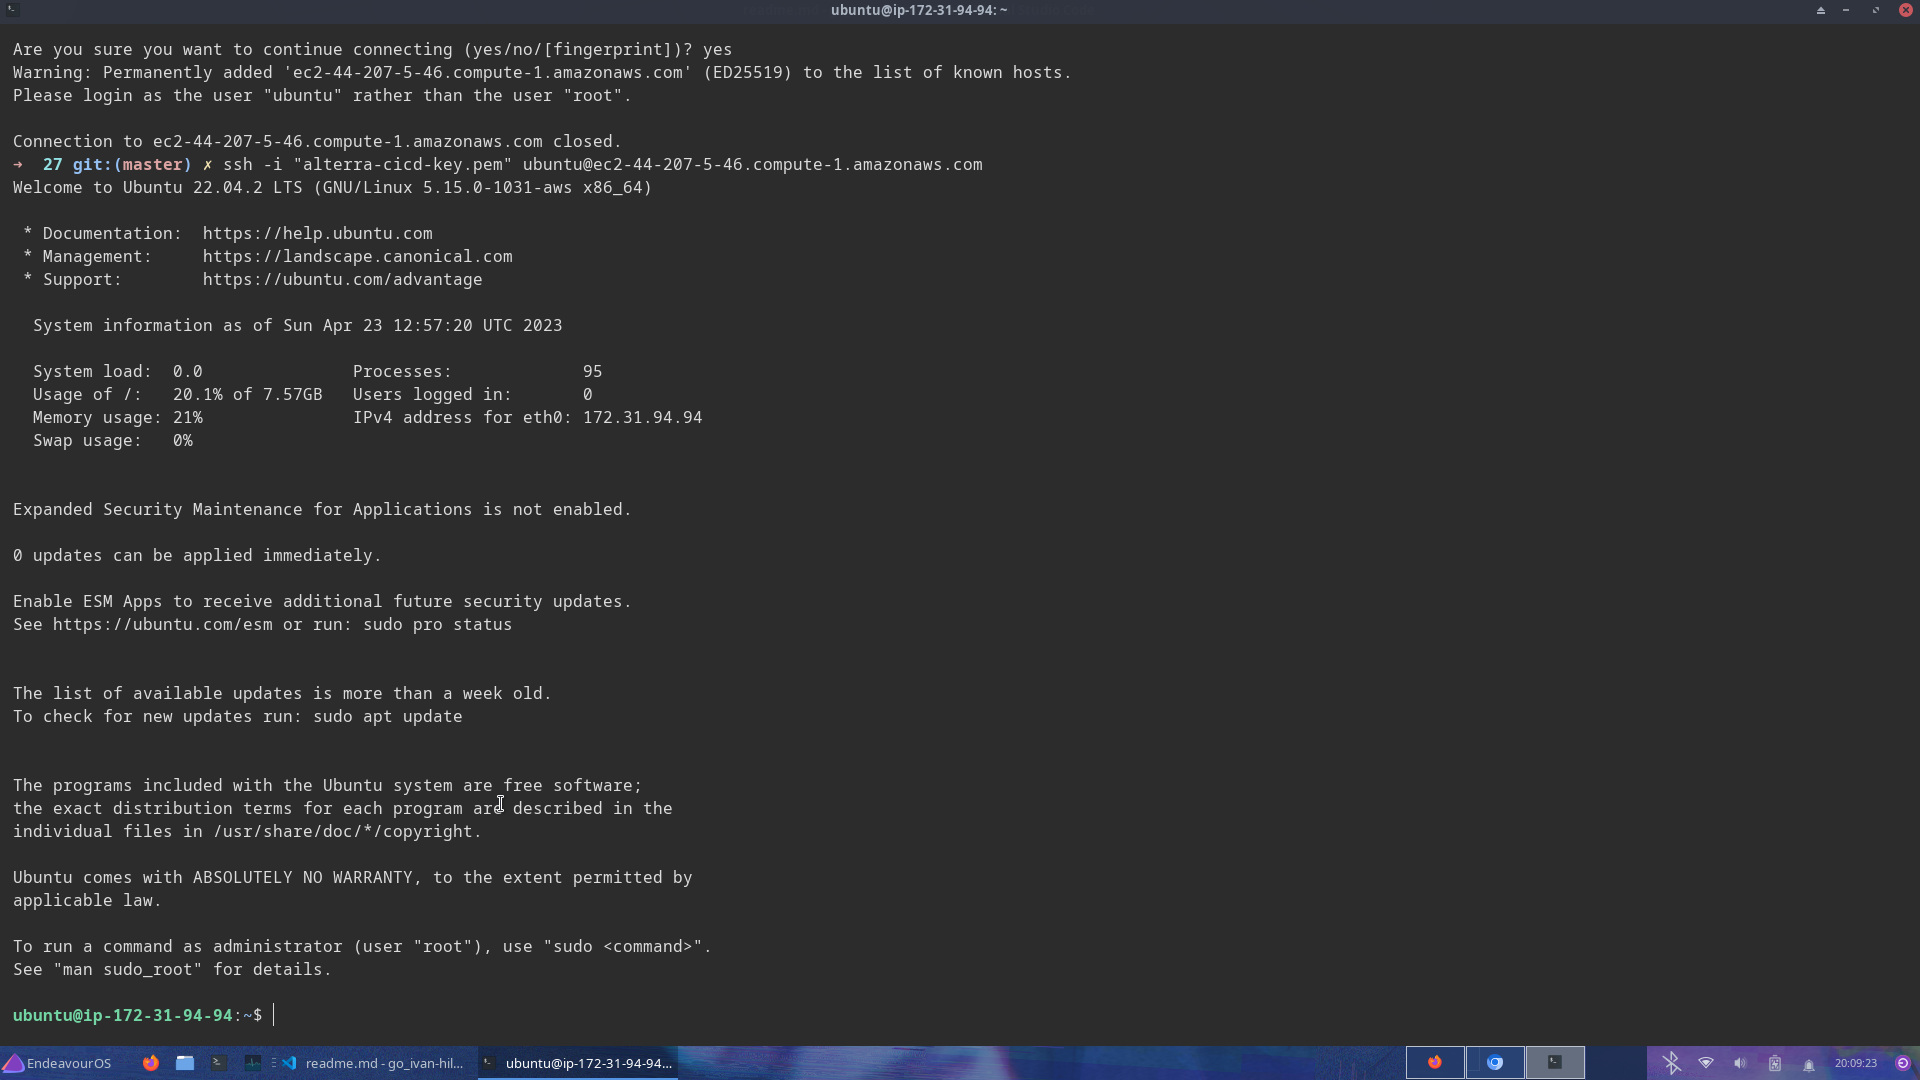 ubuntu@ip-172-31-94-94: ~
Are you sure you want to continue connecting (yes/no/[fingerprint])? yes
Warning: Permanently added 'ec2-44-207-5-46.compute-1.amazonaws.com' (ED25519) to the list of known hosts.
Please login as the user "ubuntu" rather than the user "root".
Connection to ec2-44-207-5-46.compute-1.amazonaws.com closed.
➜  27 git:(master) ✗ ssh -i "alterra-cicd-key.pem" ubuntu@ec2-44-207-5-46.compute-1.amazonaws.com
Welcome to Ubuntu 22.04.2 LTS (GNU/Linux 5.15.0-1031-aws x86_64)
 * Documentation:  https://help.ubuntu.com
 * Management:     https://landscape.canonical.com
 * Support:        https://ubuntu.com/advantage
  System information as of Sun Apr 23 12:57:20 UTC 2023
  System load:  0.0               Processes:             95
  Usage of /:   20.1% of 7.57GB   Users logged in:       0
  Memory usage: 21%               IPv4 address for eth0: 172.31.94.94
  Swap usage:   0%
Expanded Security Maintenance for Applications is not enabled.
0 updates can be applied immediately.
Enable ESM Apps to receive additional future security updates.
See https://ubuntu.com/esm or run: sudo pro status
The list of available updates is more than a week old.
To check for new updates run: sudo apt update
The programs included with the Ubuntu system are free software;
the exact distribution terms for each program are described in the
individual files in /usr/share/doc/*/copyright.
Ubuntu comes with ABSOLUTELY NO WARRANTY, to the extent permitted by
applicable law.
To run a command as administrator (user "root"), use "sudo <command>".
See "man sudo_root" for details.
ubuntu@ip-172-31-94-94:~$
EndeavourOS readme.md - go_ivan-hil... ubuntu@ip-172-31-94-94... 20:09:23